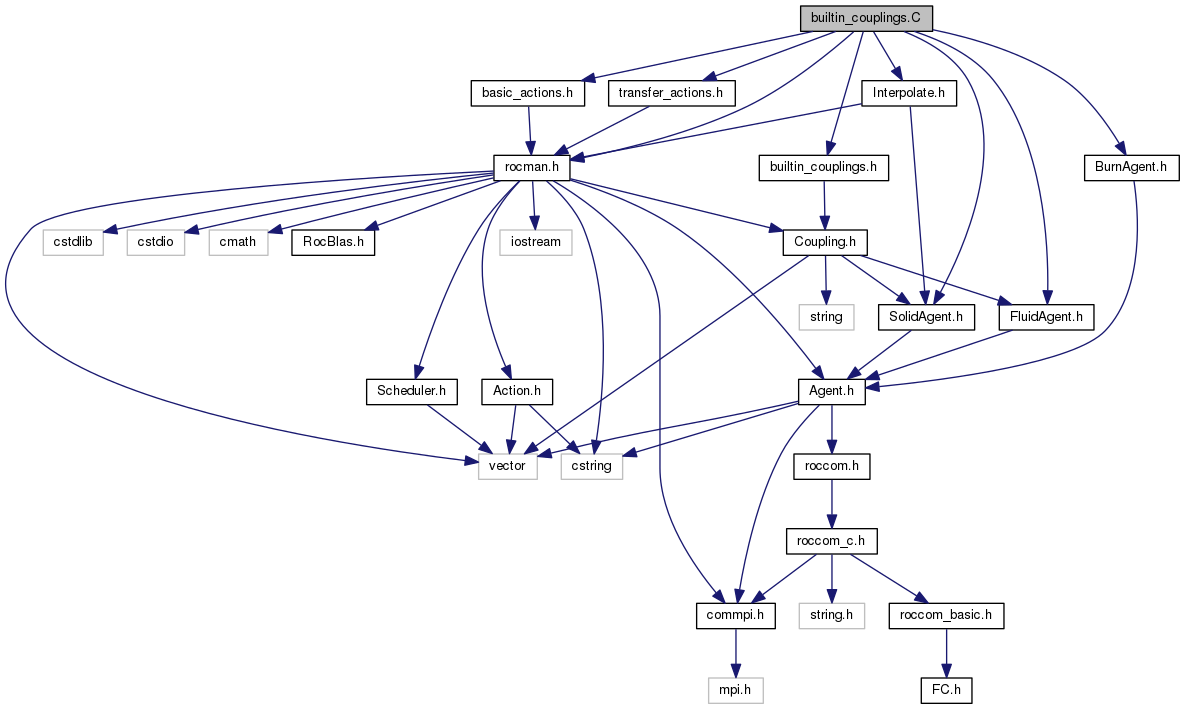 builtin_couplings.C
basic_actions.h
transfer_actions.h
Interpolate.h
rocman.h
builtin_couplings.h
BurnAgent.h
cstdlib
cstdio
cmath
RocBlas.h
iostream
Coupling.h
string
SolidAgent.h
FluidAgent.h
Scheduler.h
Action.h
Agent.h
vector
cstring
roccom.h
roccom_c.h
commpi.h
string.h
roccom_basic.h
mpi.h
FC.h